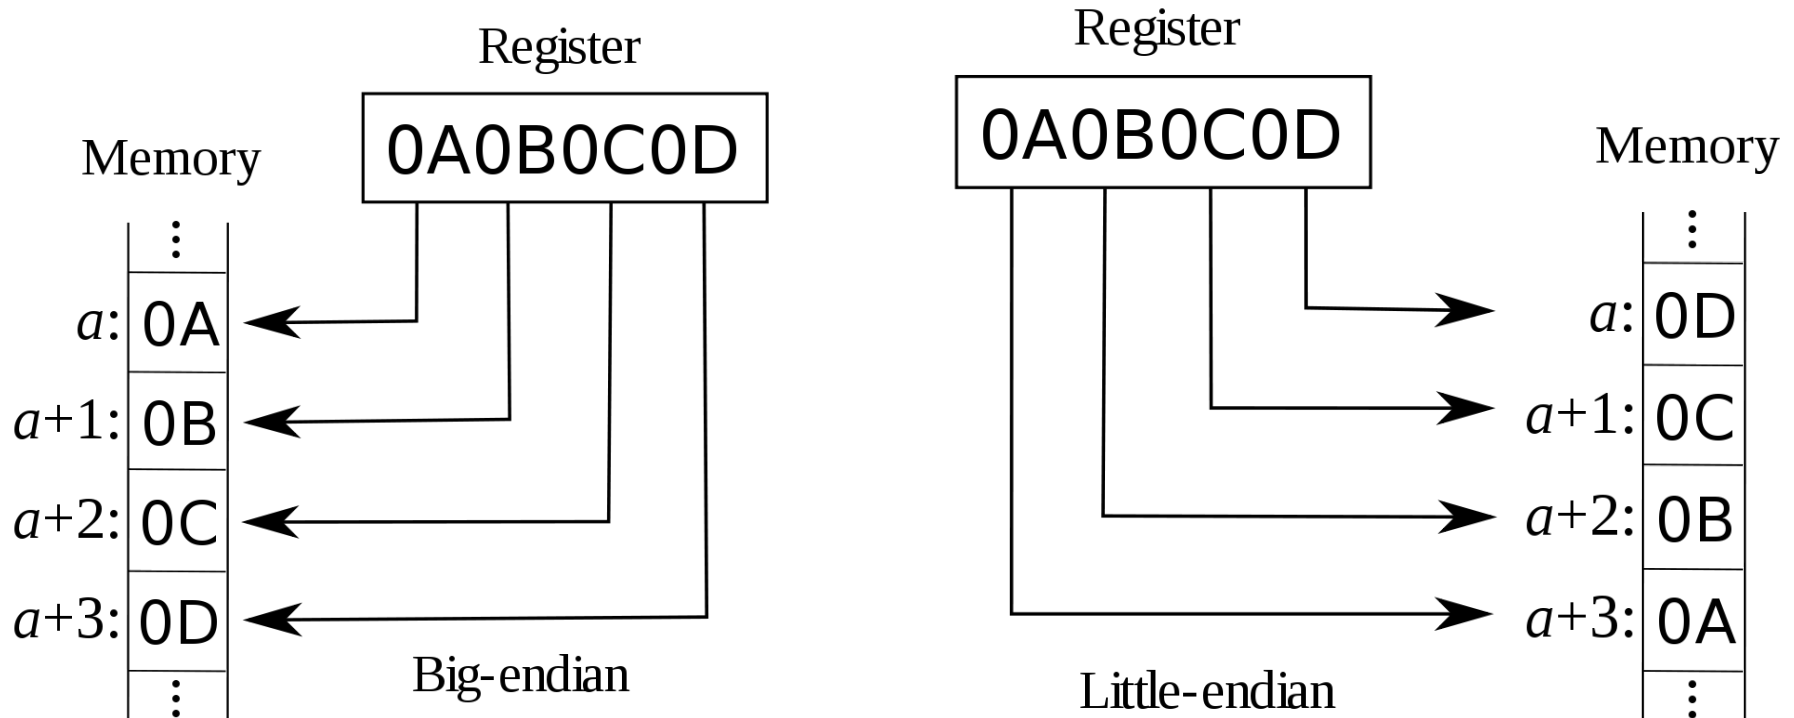 Register
0A0B0C0D
Memory
a: 0A
a+1: 0B
a+2: 0C
a+3: 0D
Big-endian
Register
0A0B0C0D
Memory
a: 0D
a+1: 0C
a+2: 0B
a+3: 0A
Little-endian